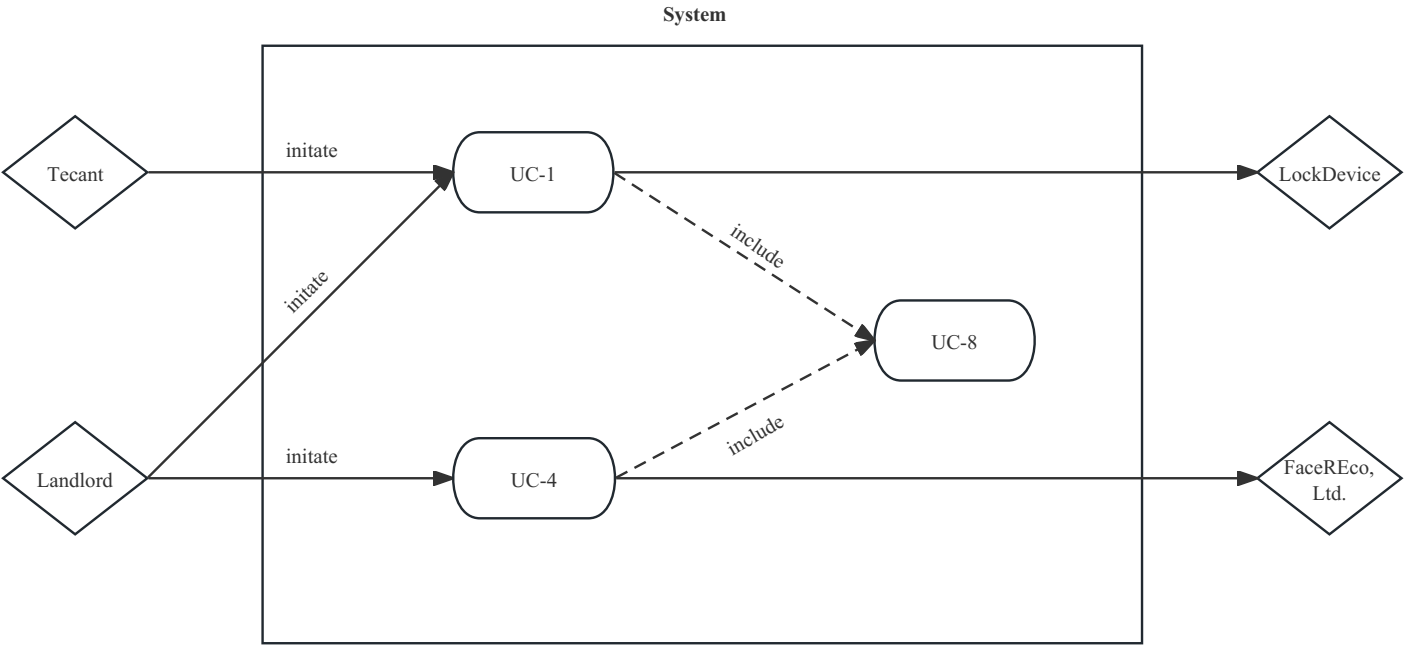 System
initate
Tecant
UC-1
LockDevice
include
initate
UC-8
include
initate
Landlord
UC-4
FaceREco,
Ltd.